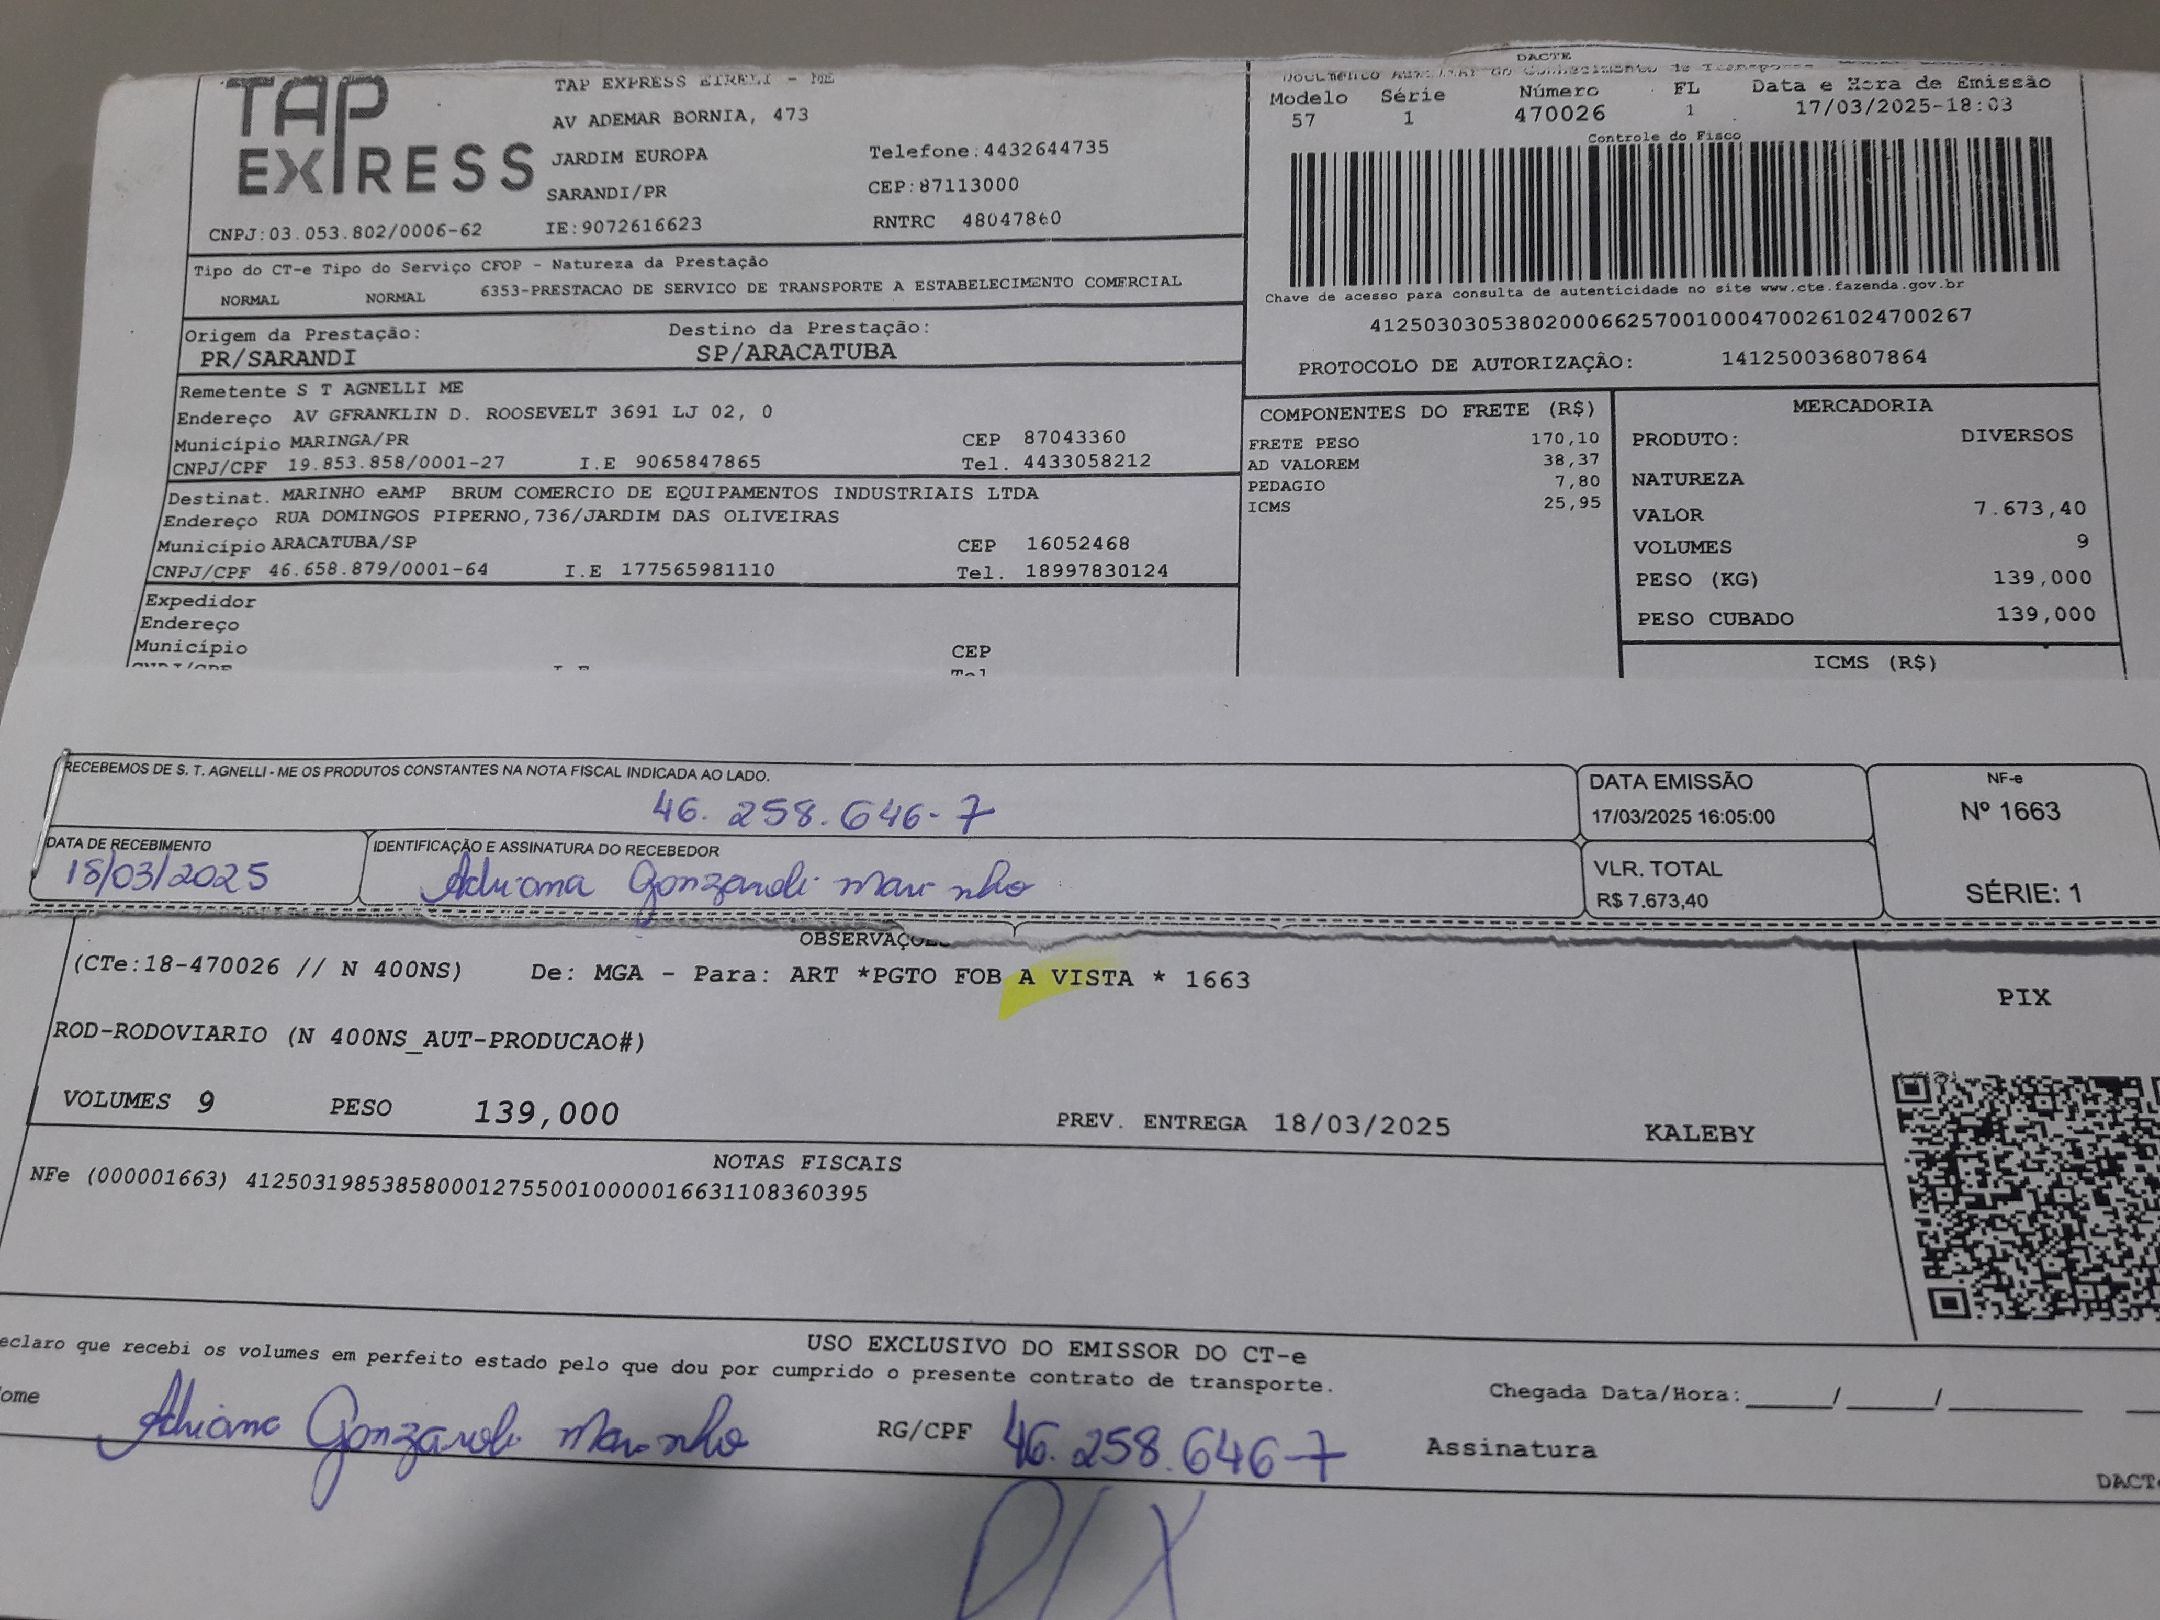 DACTE
TAP EXPRESS
TAP EXPRESS EIRELI - ME
AV ADEMAR BORNIA, 473
JARDIM EUROPA Telefone:4432644735
SARANDI/PR CEP:87113000
CNPJ:03.053.802/0006-62 IE:9072616623 RNTRC 48047860
Modelo Série Número FL Data e Hora de Emissão
57 1 470026 1 17/03/2025-18:03
Controle do Fisco
Chave de acesso para consulta de autenticidade no site www.cte.fazenda.gov.br
41250303053802000662570010004700261024700267
PROTOCOLO DE AUTORIZAÇÃO: 141250036807864
Tipo do CT-e Tipo do Serviço CFOP - Natureza da Prestação
NORMAL NORMAL 6353-PRESTACAO DE SERVICO DE TRANSPORTE A ESTABELECIMENTO COMERCIAL
Origem da Prestação: Destino da Prestação:
PR/SARANDI SP/ARACATUBA
Remetente S T AGNELLI ME
Endereço AV GFRANKLIN D. ROOSEVELT 3691 LJ 02, 0
Município MARINGA/PR CEP 87043360
CNPJ/CPF 19.853.858/0001-27 I.E 9065847865 Tel. 4433058212
Destinat. MARINHO eAMP BRUM COMERCIO DE EQUIPAMENTOS INDUSTRIAIS LTDA
Endereço RUA DOMINGOS PIPERNO,736/JARDIM DAS OLIVEIRAS
Município ARACATUBA/SP CEP 16052468
CNPJ/CPF 46.658.879/0001-64 I.E 177565981110 Tel. 18997830124
Expedidor
Endereço
Município CEP
COMPONENTES DO FRETE (R$)
FRETE PESO 170,10
AD VALOREM 38,37
PEDAGIO 7,80
ICMS 25,95
MERCADORIA
PRODUTO: DIVERSOS
NATUREZA
VALOR 7.673,40
VOLUMES 9
PESO (KG) 139,000
PESO CUBADO 139,000
ICMS (R$)
RECEBEMOS DE S. T. AGNELLI - ME OS PRODUTOS CONSTANTES NA NOTA FISCAL INDICADA AO LADO.
46.258.646-7
DATA DE RECEBIMENTO IDENTIFICAÇÃO E ASSINATURA DO RECEBEDOR
18/03/2025 Adriana Gonzaroli Marinho
DATA EMISSÃO
17/03/2025 16:05:00
VLR. TOTAL
R$ 7.673,40
NF-e
Nº 1663
SÉRIE: 1
OBSERVAÇÕES
(CTe:18-470026 // N 400NS) De: MGA - Para: ART *PGTO FOB A VISTA * 1663
ROD-RODOVIARIO (N 400NS_AUT-PRODUCAO#)
VOLUMES 9 PESO 139,000 PREV. ENTREGA 18/03/2025 KALEBY
PIX
NOTAS FISCAIS
NFe (000001663) 41250319853858000127550010000016631108360395
USO EXCLUSIVO DO EMISSOR DO CT-e
eclaro que recebi os volumes em perfeito estado pelo que dou por cumprido o presente contrato de transporte.
Chegada Data/Hora:_____/_____/________
ome Adriana Gonzaroli Marinho RG/CPF 46.258.646-7 Assinatura
DACT
PIX